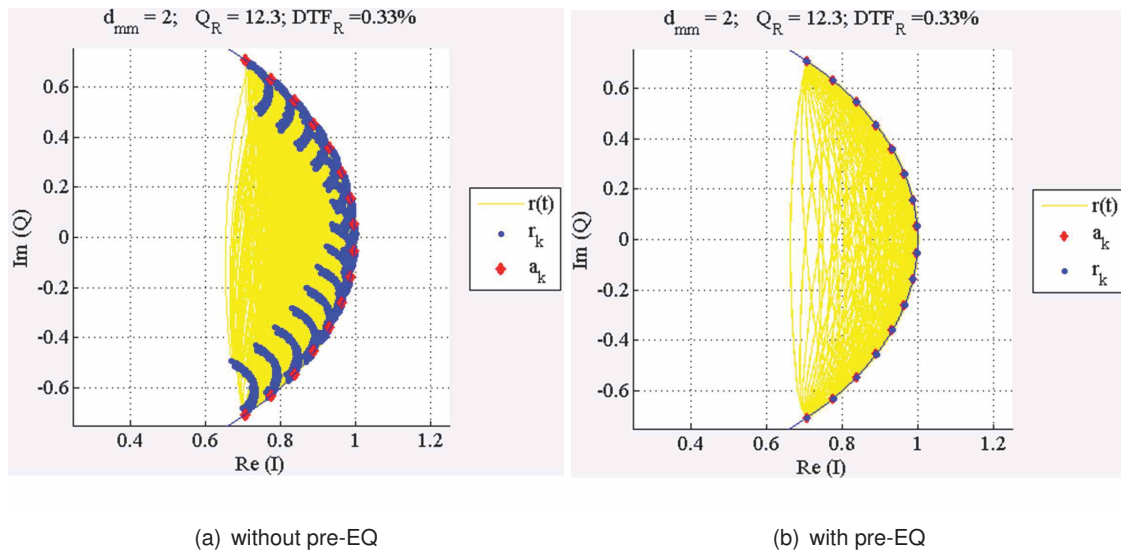 d_mm = 2; Q_R = 12.3; DTF_R =0.33%
0.6
0.4
0.2
0
-0.2
-0.4
-0.6
Im (Q)
0.4 0.6 0.8 1 1.2
Re (I)
r(t)
r_k
a_k
(a) without pre-EQ
d_mm = 2; Q_R = 12.3; DTF_R =0.33%
0.6
0.4
0.2
0
-0.2
-0.4
-0.6
Im (Q)
0.4 0.6 0.8 1 1.2
Re (I)
r(t)
a_k
r_k
(b) with pre-EQ